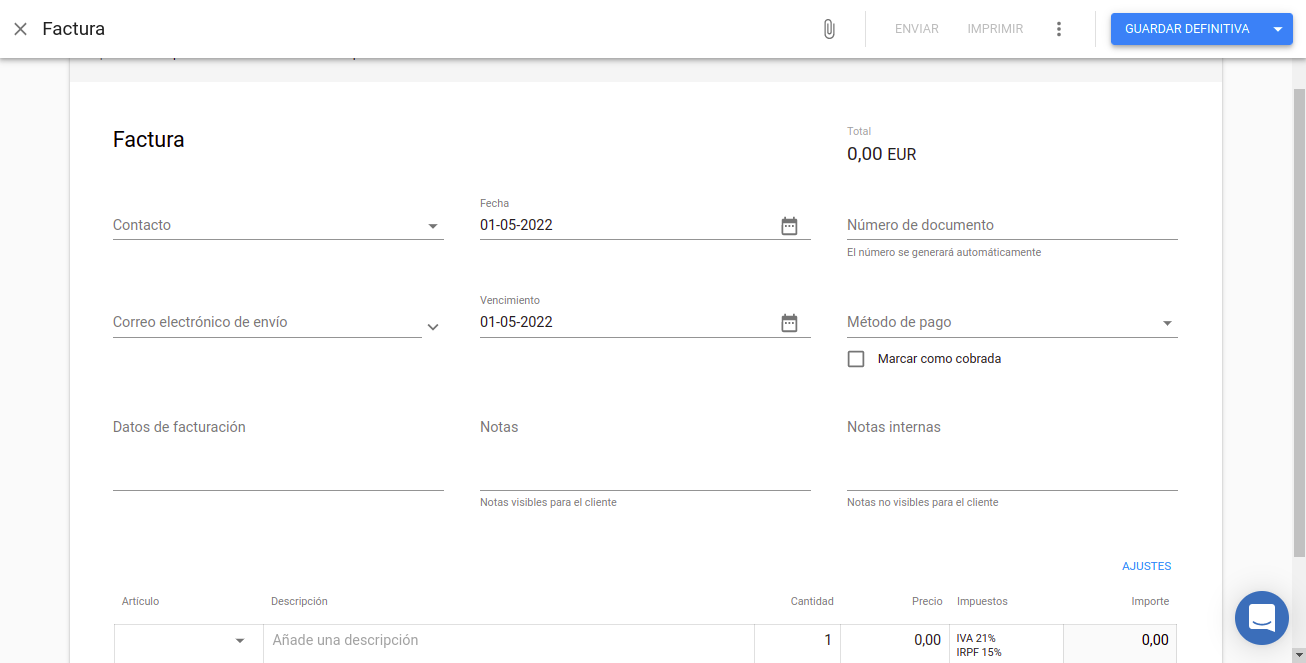 Factura
ENVIAR
IMPRIMIR
GUARDAR DEFINITIVA
Factura
Total
0,00 EUR
Contacto
Fecha
01-05-2022
Número de documento
El número se generará automáticamente
Correo electrónico de envío
Vencimiento
01-05-2022
Método de pago
Marcar como cobrada
Datos de facturación
Notas
Notas internas
Notas visibles para el cliente
Notas no visibles para el cliente
AJUSTES
Artículo
Descripción
Cantidad
Precio
Impuestos
Importe
Añade una descripción
1
0,00
IVA 21%
IRPF 15%
0,00